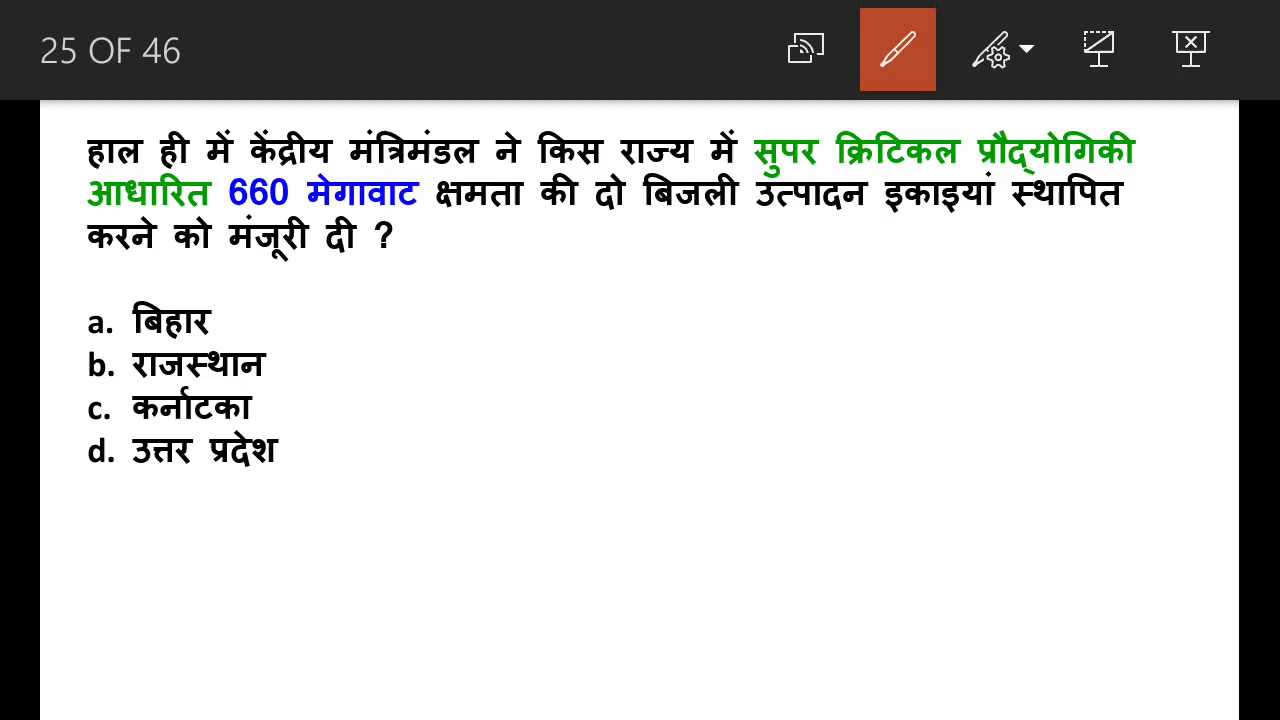 25 OF 46
हाल ही में केंद्रीय मंत्रिमंडल ने किस राज्य में सुपर क्रिटिकल प्रौद्योगिकी
आधारित 660 मेगावाट क्षमता की दो बिजली उत्पादन इकाइयां स्थापित
करने को मंजूरी दी ?
a. बिहार
b. राजस्थान
c. कर्नाटका
d. उत्तर प्रदेश